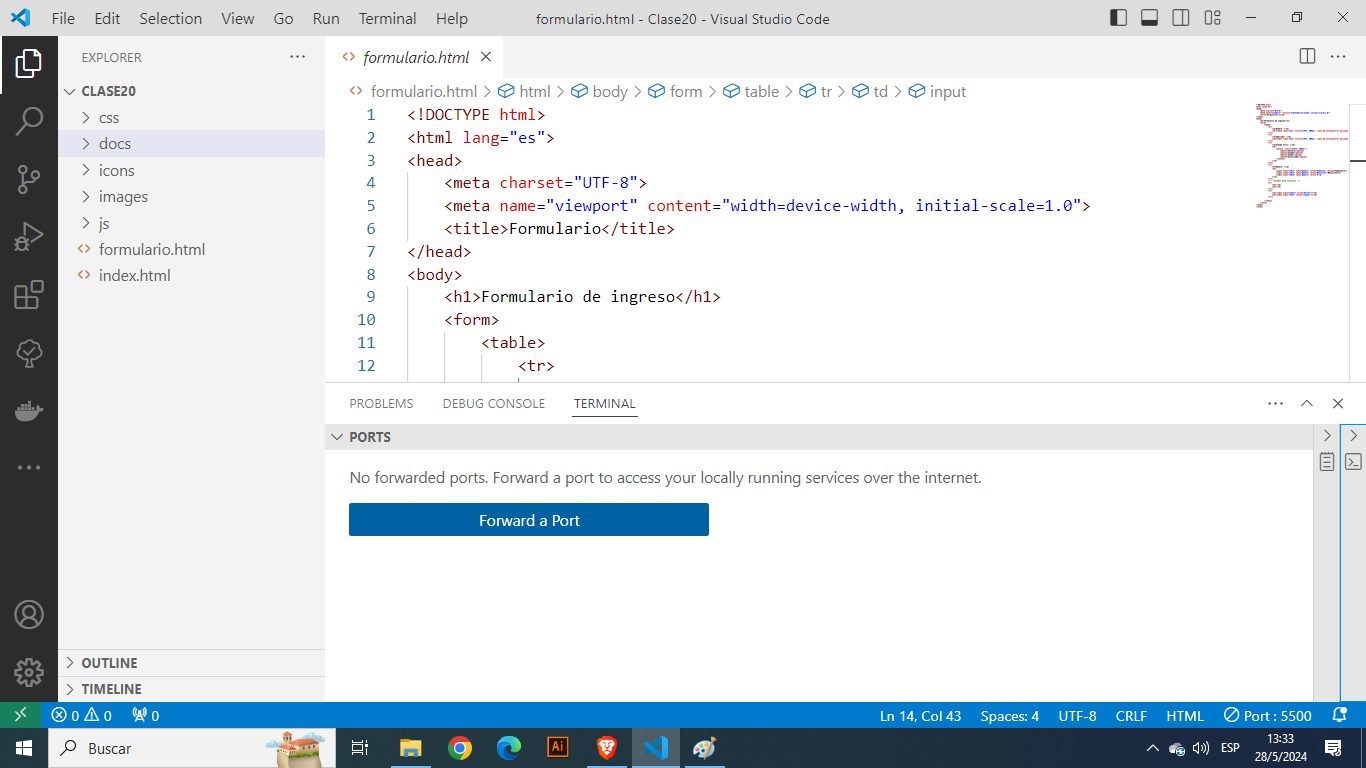 File Edit Selection View Go Run Terminal Help formulario.html - Clase20 - Visual Studio Code
EXPLORER
CLASE20
css
docs
icons
images
js
formulario.html
index.html
OUTLINE
TIMELINE
formulario.html
formulario.html > html > body > form > table > tr > td > input
1 <!DOCTYPE html>
2 <html lang="es">
3 <head>
4 <meta charset="UTF-8">
5 <meta name="viewport" content="width=device-width, initial-scale=1.0">
6 <title>Formulario</title>
7 </head>
8 <body>
9 <h1>Formulario de ingreso</h1>
10 <form>
11 <table>
12 <tr>
PROBLEMS DEBUG CONSOLE TERMINAL
PORTS
No forwarded ports. Forward a port to access your locally running services over the internet.
Forward a Port
0 0 0 Ln 14, Col 43 Spaces: 4 UTF-8 CRLF HTML Port : 5500
Buscar Ai ESP 13:33
28/5/2024